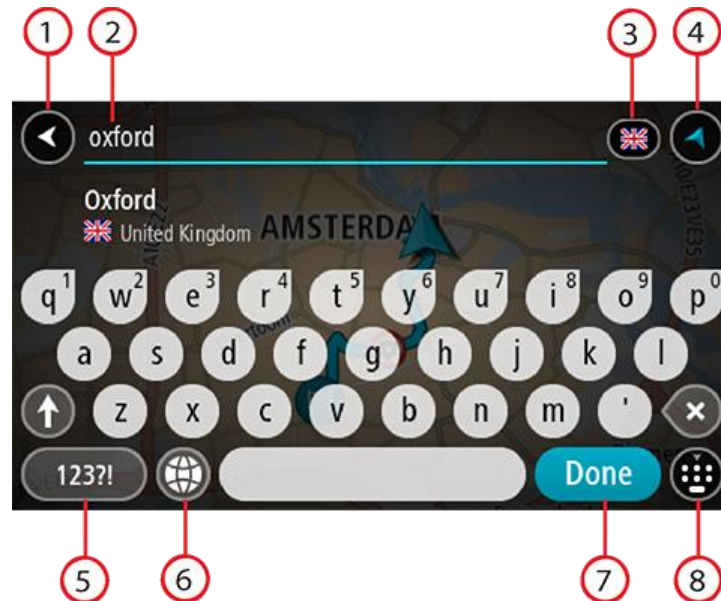 1 2 3 4
oxford
Oxford
United Kingdom
AMSTERDA
A10E23VE35
q1 w2 e3 r4 t5 y6 u7 i8 o9 p0
a s d f g h j k l
z x c v b n m '
123?! Done
5 6 7 8